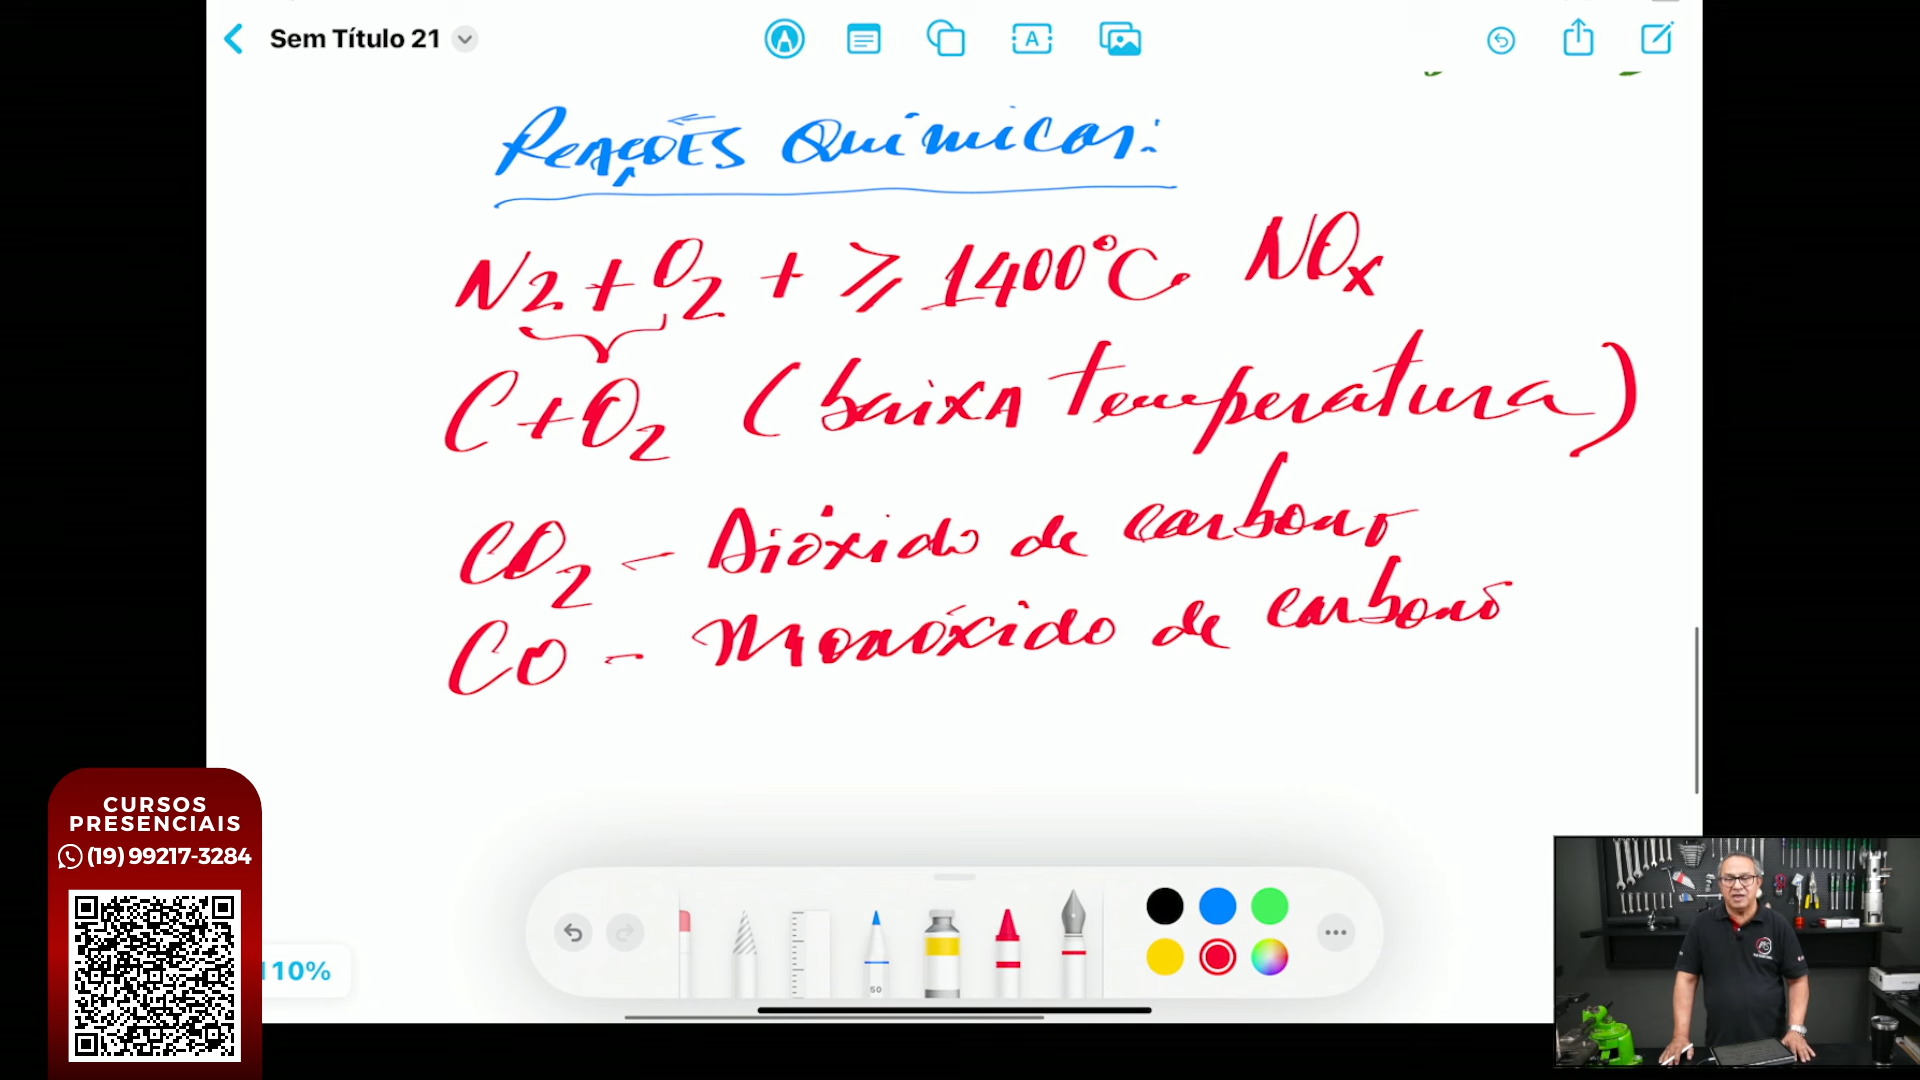 Sem Título 21
REAÇÕES Químicas:
N2 + O2 + ≥ 1400°C. NOx
C + O2 (baixa temperatura)
CO2 - Dióxido de carbono
CO - Monóxido de carbono
CURSOS
PRESENCIAIS
(19) 99217-3284
110%
50